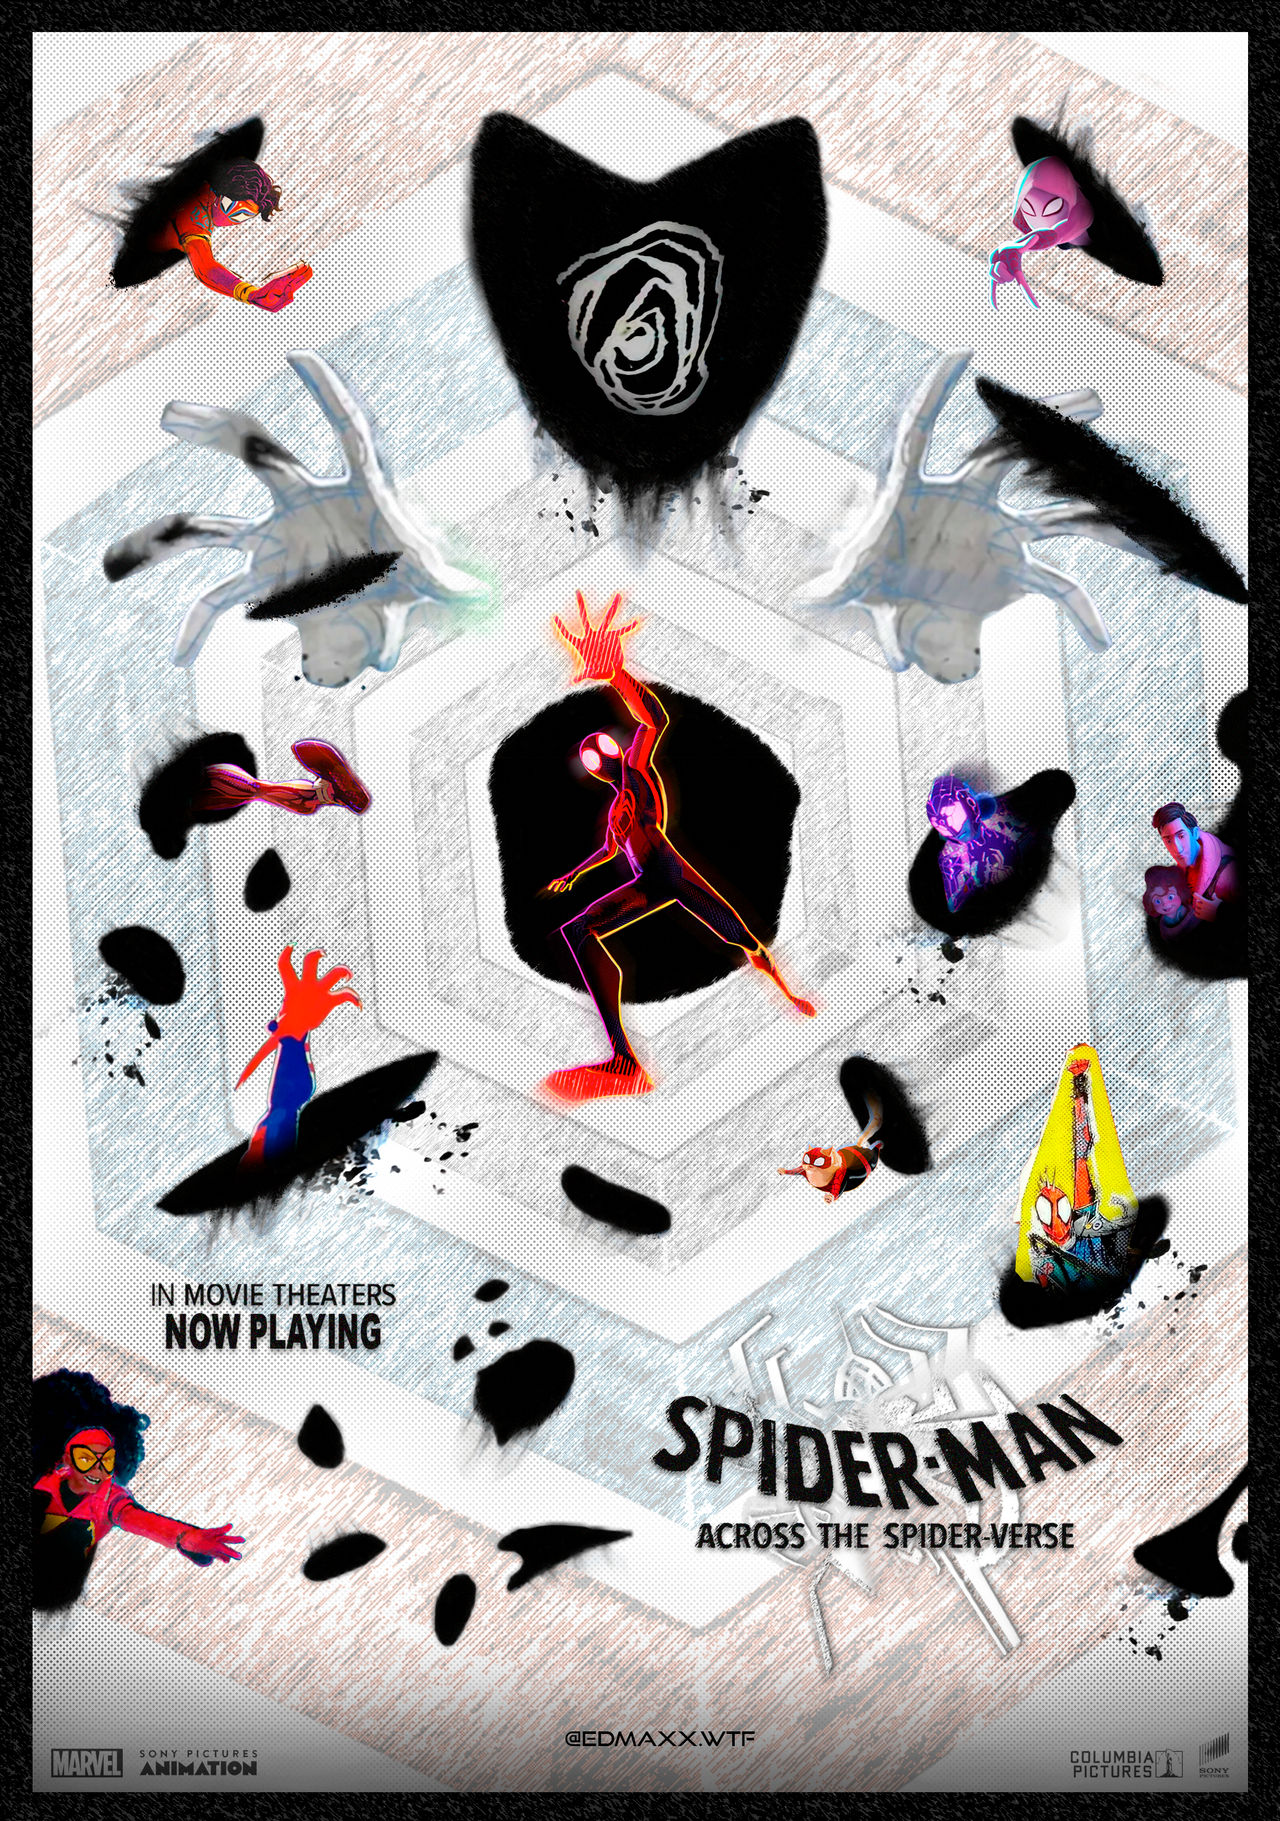 IN MOVIE THEATERS
NOW PLAYING
SPIDER-MAN
ACROSS THE SPIDER-VERSE
@EDMAXX.WTF
MARVEL
SONY PICTURES
ANIMATION
COLUMBIA
PICTURES
SONY
PICTURES